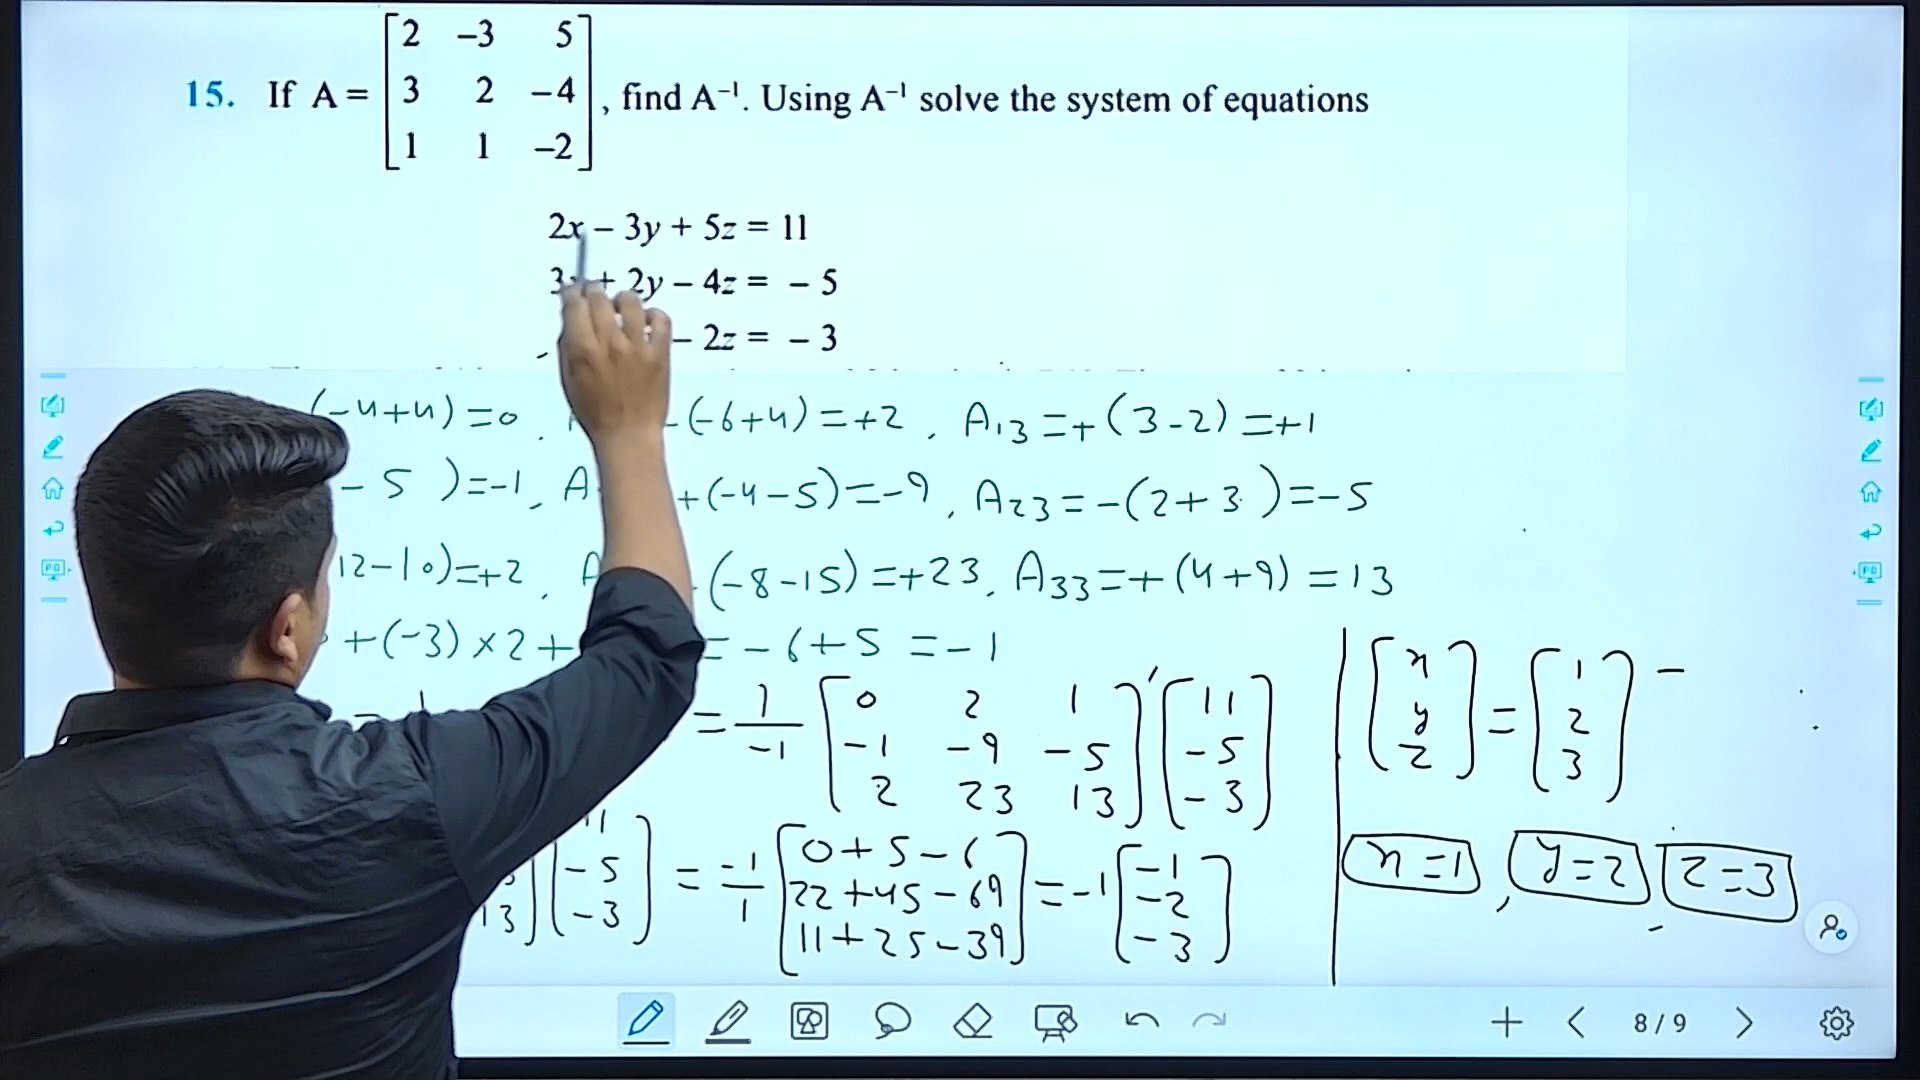 15. If A = [2 -3 5
3 2 -4
1 1 -2], find A⁻¹. Using A⁻¹ solve the system of equations
2x – 3y + 5z = 11
3x + 2y – 4z = – 5
– 2z = – 3
(-4+4)=0, (-6+4)=+2, A13=+(3-2)=+1
-5)=-1, A +(-4-5)=-9, A23=-(2+3)=-5
12-10)=+2, A (-8-15)=+23, A33=+(4+9)=13
+(-3)×2+ =-6+5=-1
= 1/-1 [0 2 1
-1 -9 -5
2 23 13]' [11
-5
-3]
13] [11
-5
-3] = -1/1 [0+5-6
22+45-69
11+25-39] = -1 [-1
-2
-3]
[x
y
z] = [1
2
3]
x=1, y=2, z=3
8/9